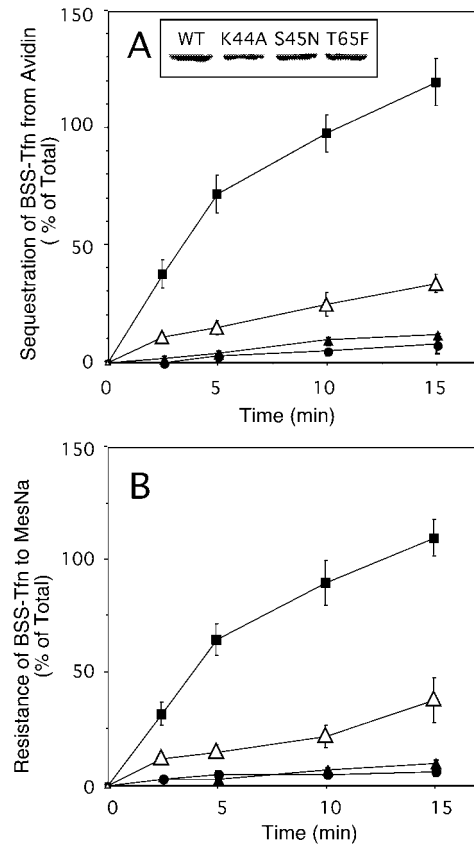 A
WT K44A S45N T65F
Sequestration of BSS-Tfn from Avidin
( % of Total)
150
100
50
0
0 5 10 15
Time (min)
B
Resistance of BSS-Tfn to MesNa
(% of Total)
150
100
50
0
0 5 10 15
Time (min)